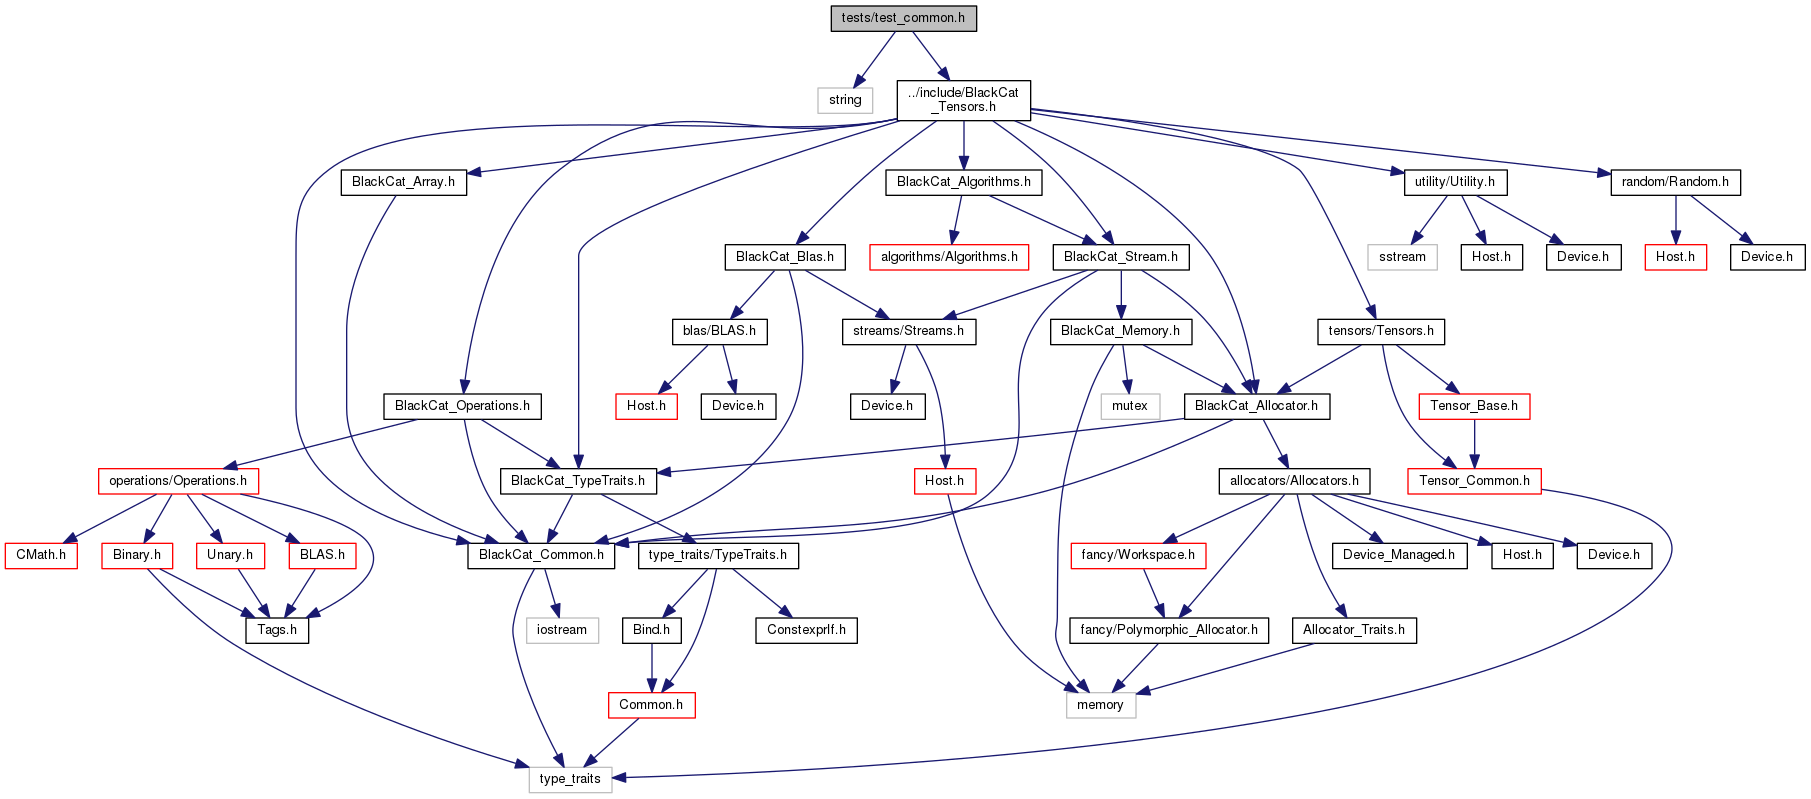 tests/test_common.h
string
../include/BlackCat
_Tensors.h
BlackCat_Array.h
BlackCat_Algorithms.h
utility/Utility.h
random/Random.h
BlackCat_Blas.h
algorithms/Algorithms.h
BlackCat_Stream.h
sstream
Host.h
Device.h
Host.h
Device.h
blas/BLAS.h
streams/Streams.h
BlackCat_Memory.h
tensors/Tensors.h
BlackCat_Operations.h
Host.h
Device.h
Device.h
mutex
BlackCat_Allocator.h
Tensor_Base.h
operations/Operations.h
BlackCat_TypeTraits.h
Host.h
allocators/Allocators.h
Tensor_Common.h
CMath.h
Binary.h
Unary.h
BLAS.h
BlackCat_Common.h
type_traits/TypeTraits.h
fancy/Workspace.h
Device_Managed.h
Host.h
Device.h
Tags.h
iostream
Bind.h
ConstexprIf.h
fancy/Polymorphic_Allocator.h
Allocator_Traits.h
Common.h
memory
type_traits